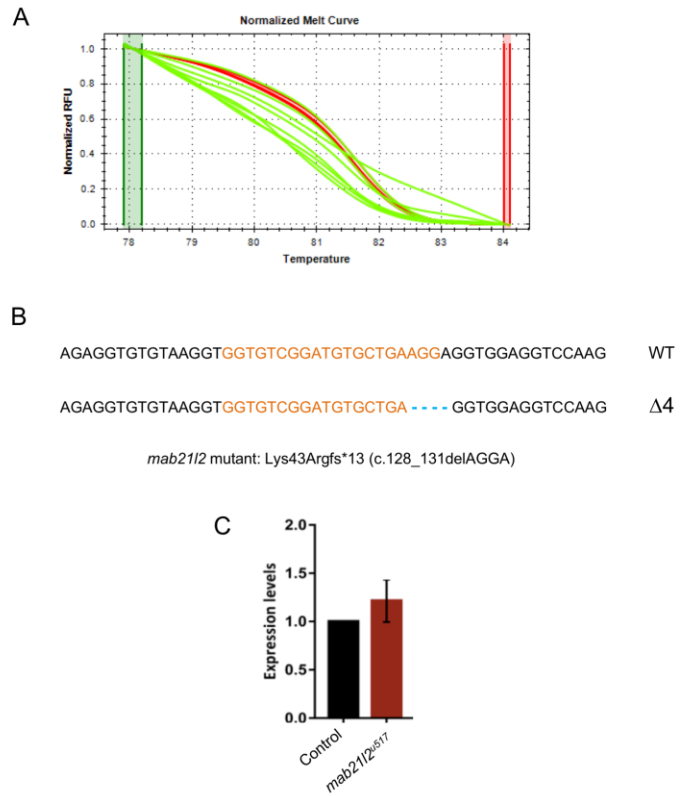 A
Normalized Melt Curve
Normalized RFU
1.0
0.8
0.6
0.4
0.2
0.0
78 79 80 81 82 83 84
Temperature
B
AGAGGTGTGTAAGGTGGTGTCGGATGTGCTGAAGGAGGTGGAGGTCCAAG WT
AGAGGTGTGTAAGGTGGTGTCGGATGTGCTGA ---- GGTGGAGGTCCAAG Δ4
mab21l2 mutant: Lys43Argfs*13 (c.128_131delAGGA)
C
Expression levels
2.0
1.5
1.0
0.5
0.0
Control
mab21l2u517